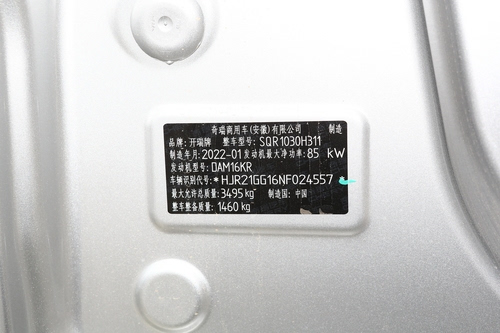 奇瑞商用车(安徽)有限公司 制造
品牌: 开瑞牌 整车型号: SQR1030H311
制造年月: 2022-01 发动机最大净功率: 85 kW
发动机型号: DAM16KR
车辆识别代号: *HJR21GG16NF024557
最大允许总质量: 3495 kg 制造国: 中国
整车整备质量: 1460 kg